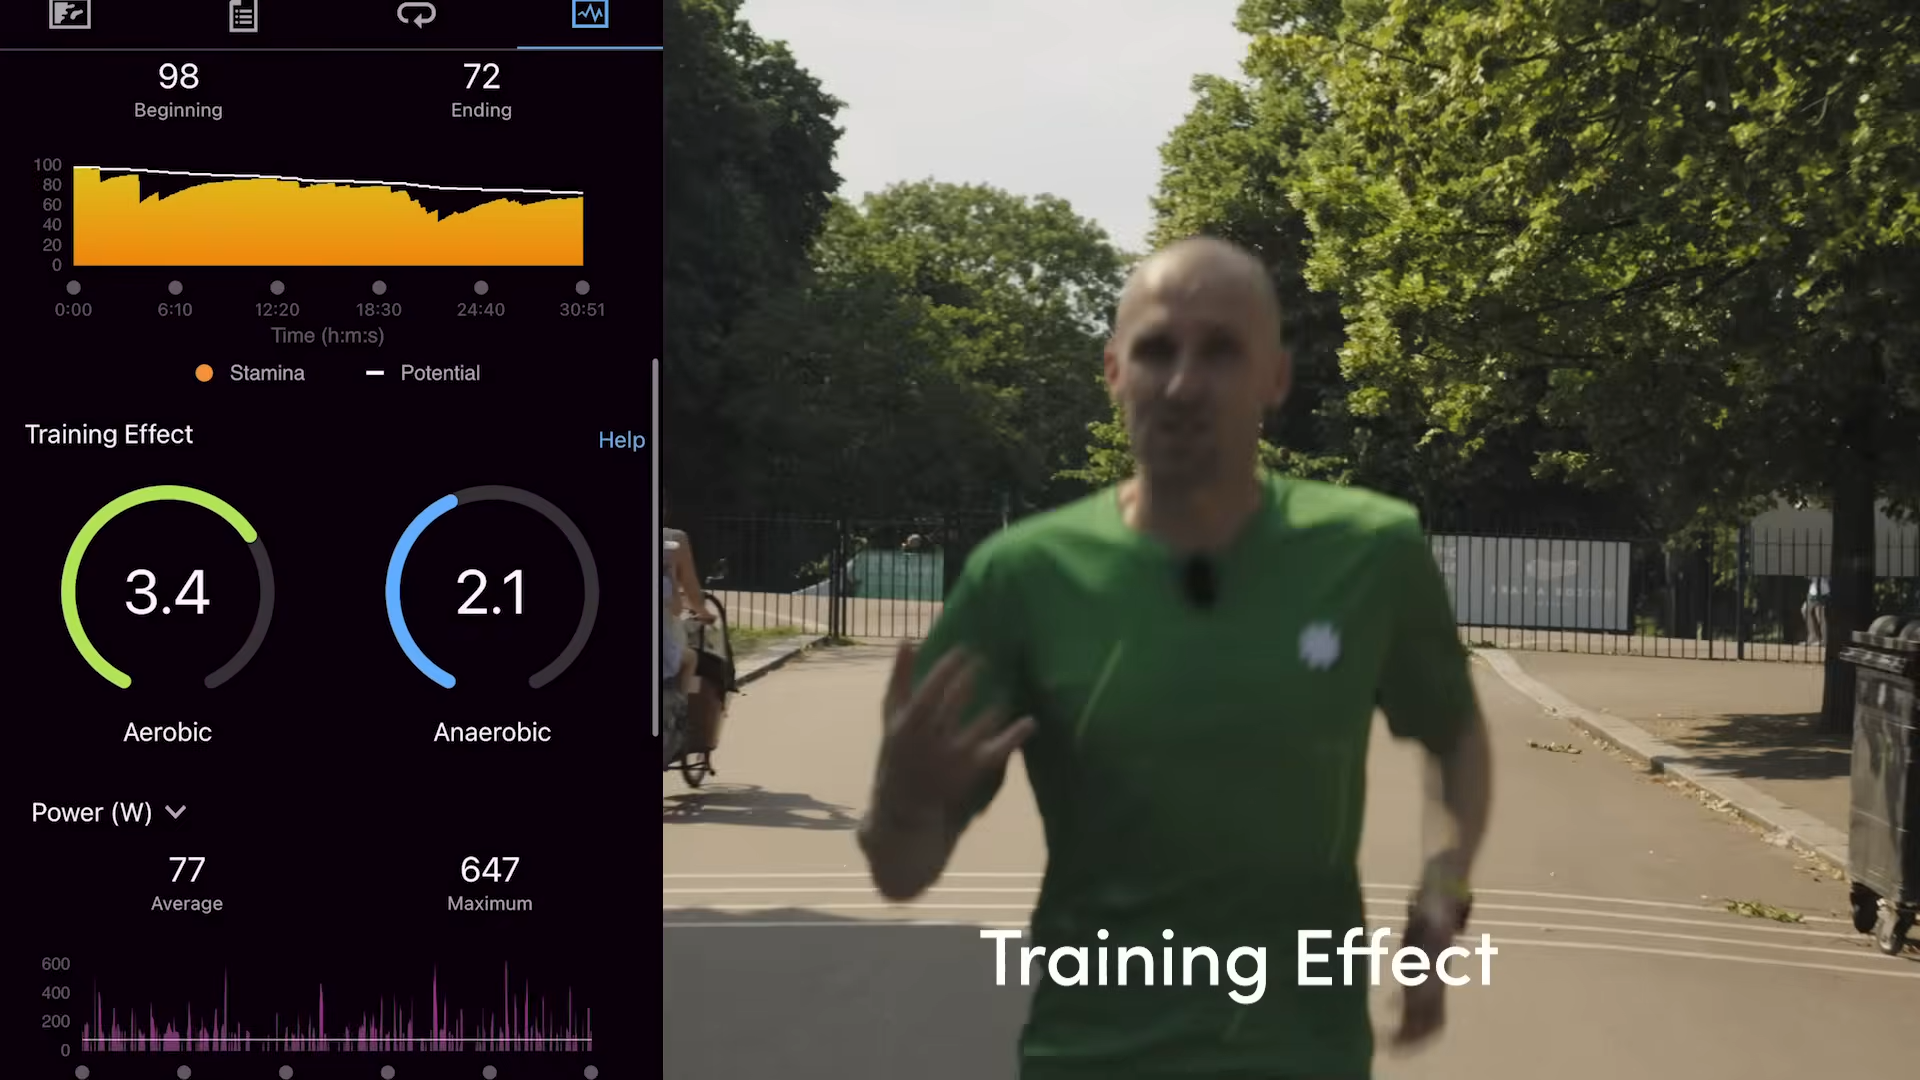 98 72
Beginning Ending
100
80
60
40
20
0
0:00 6:10 12:20 18:30 24:40 30:51
Time (h:m:s)
Stamina Potential
Training Effect Help
3.4 2.1
Aerobic Anaerobic
Power (W)
77 647
Average Maximum
600
400
200
0
Training Effect